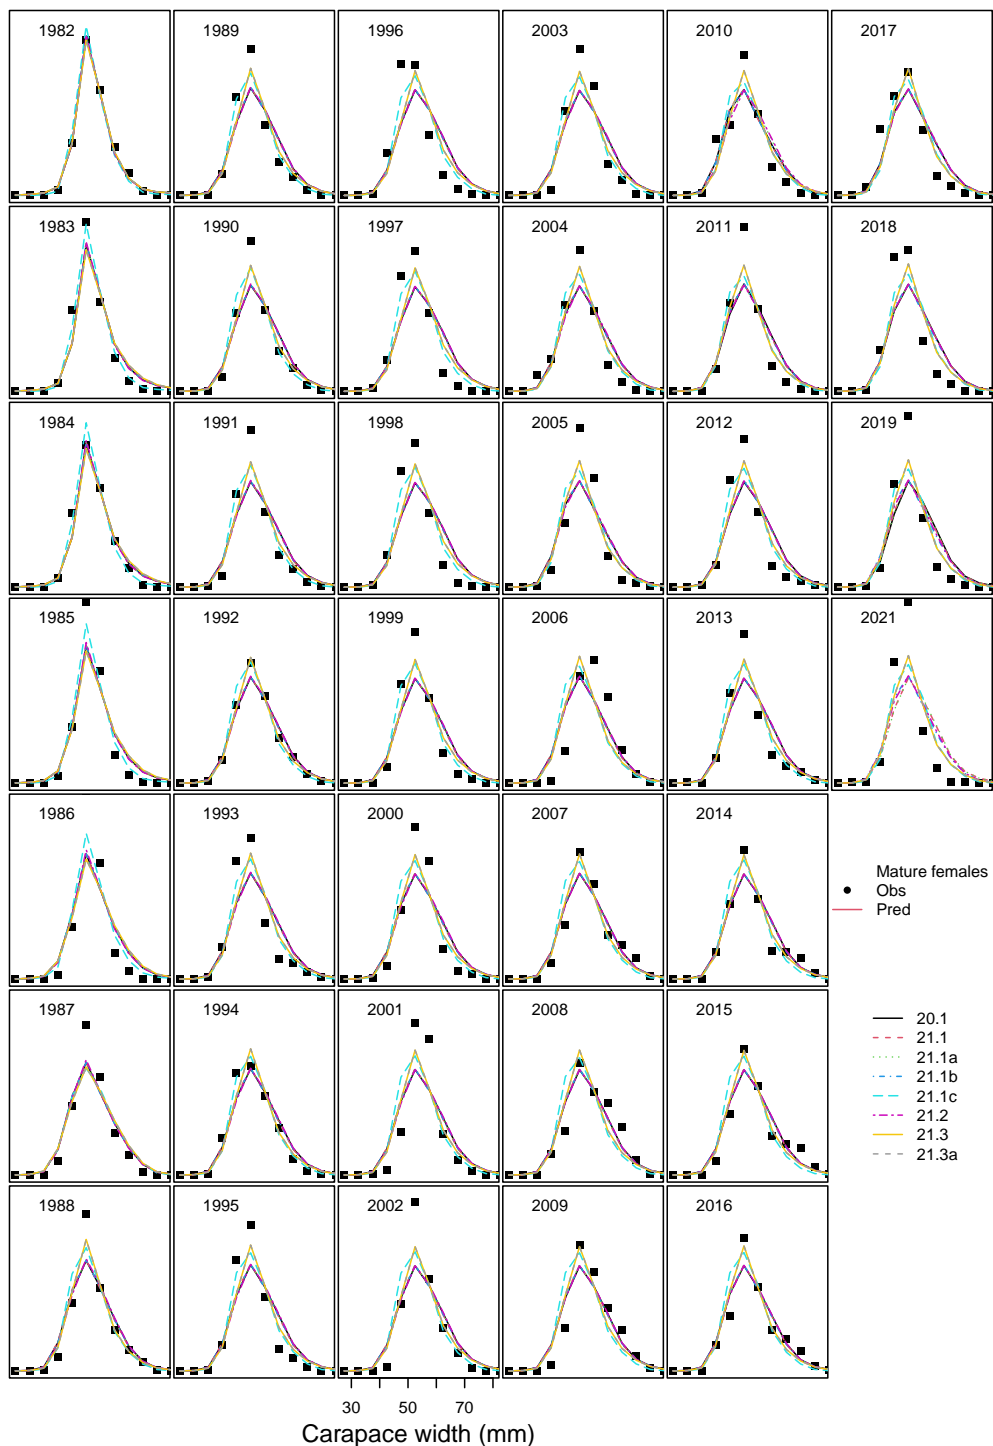 1982 1989 1996 2003 2010 2017
1983 1990 1997 2004 2011 2018
1984 1991 1998 2005 2012 2019
1985 1992 1999 2006 2013 2021
1986 1993 2000 2007 2014
Mature females
Obs
Pred
1987 1994 2001 2008 2015
20.1
21.1
21.1a
21.1b
21.1c
21.2
21.3
21.3a
1988 1995 2002 2009 2016
30 50 70
Carapace width (mm)